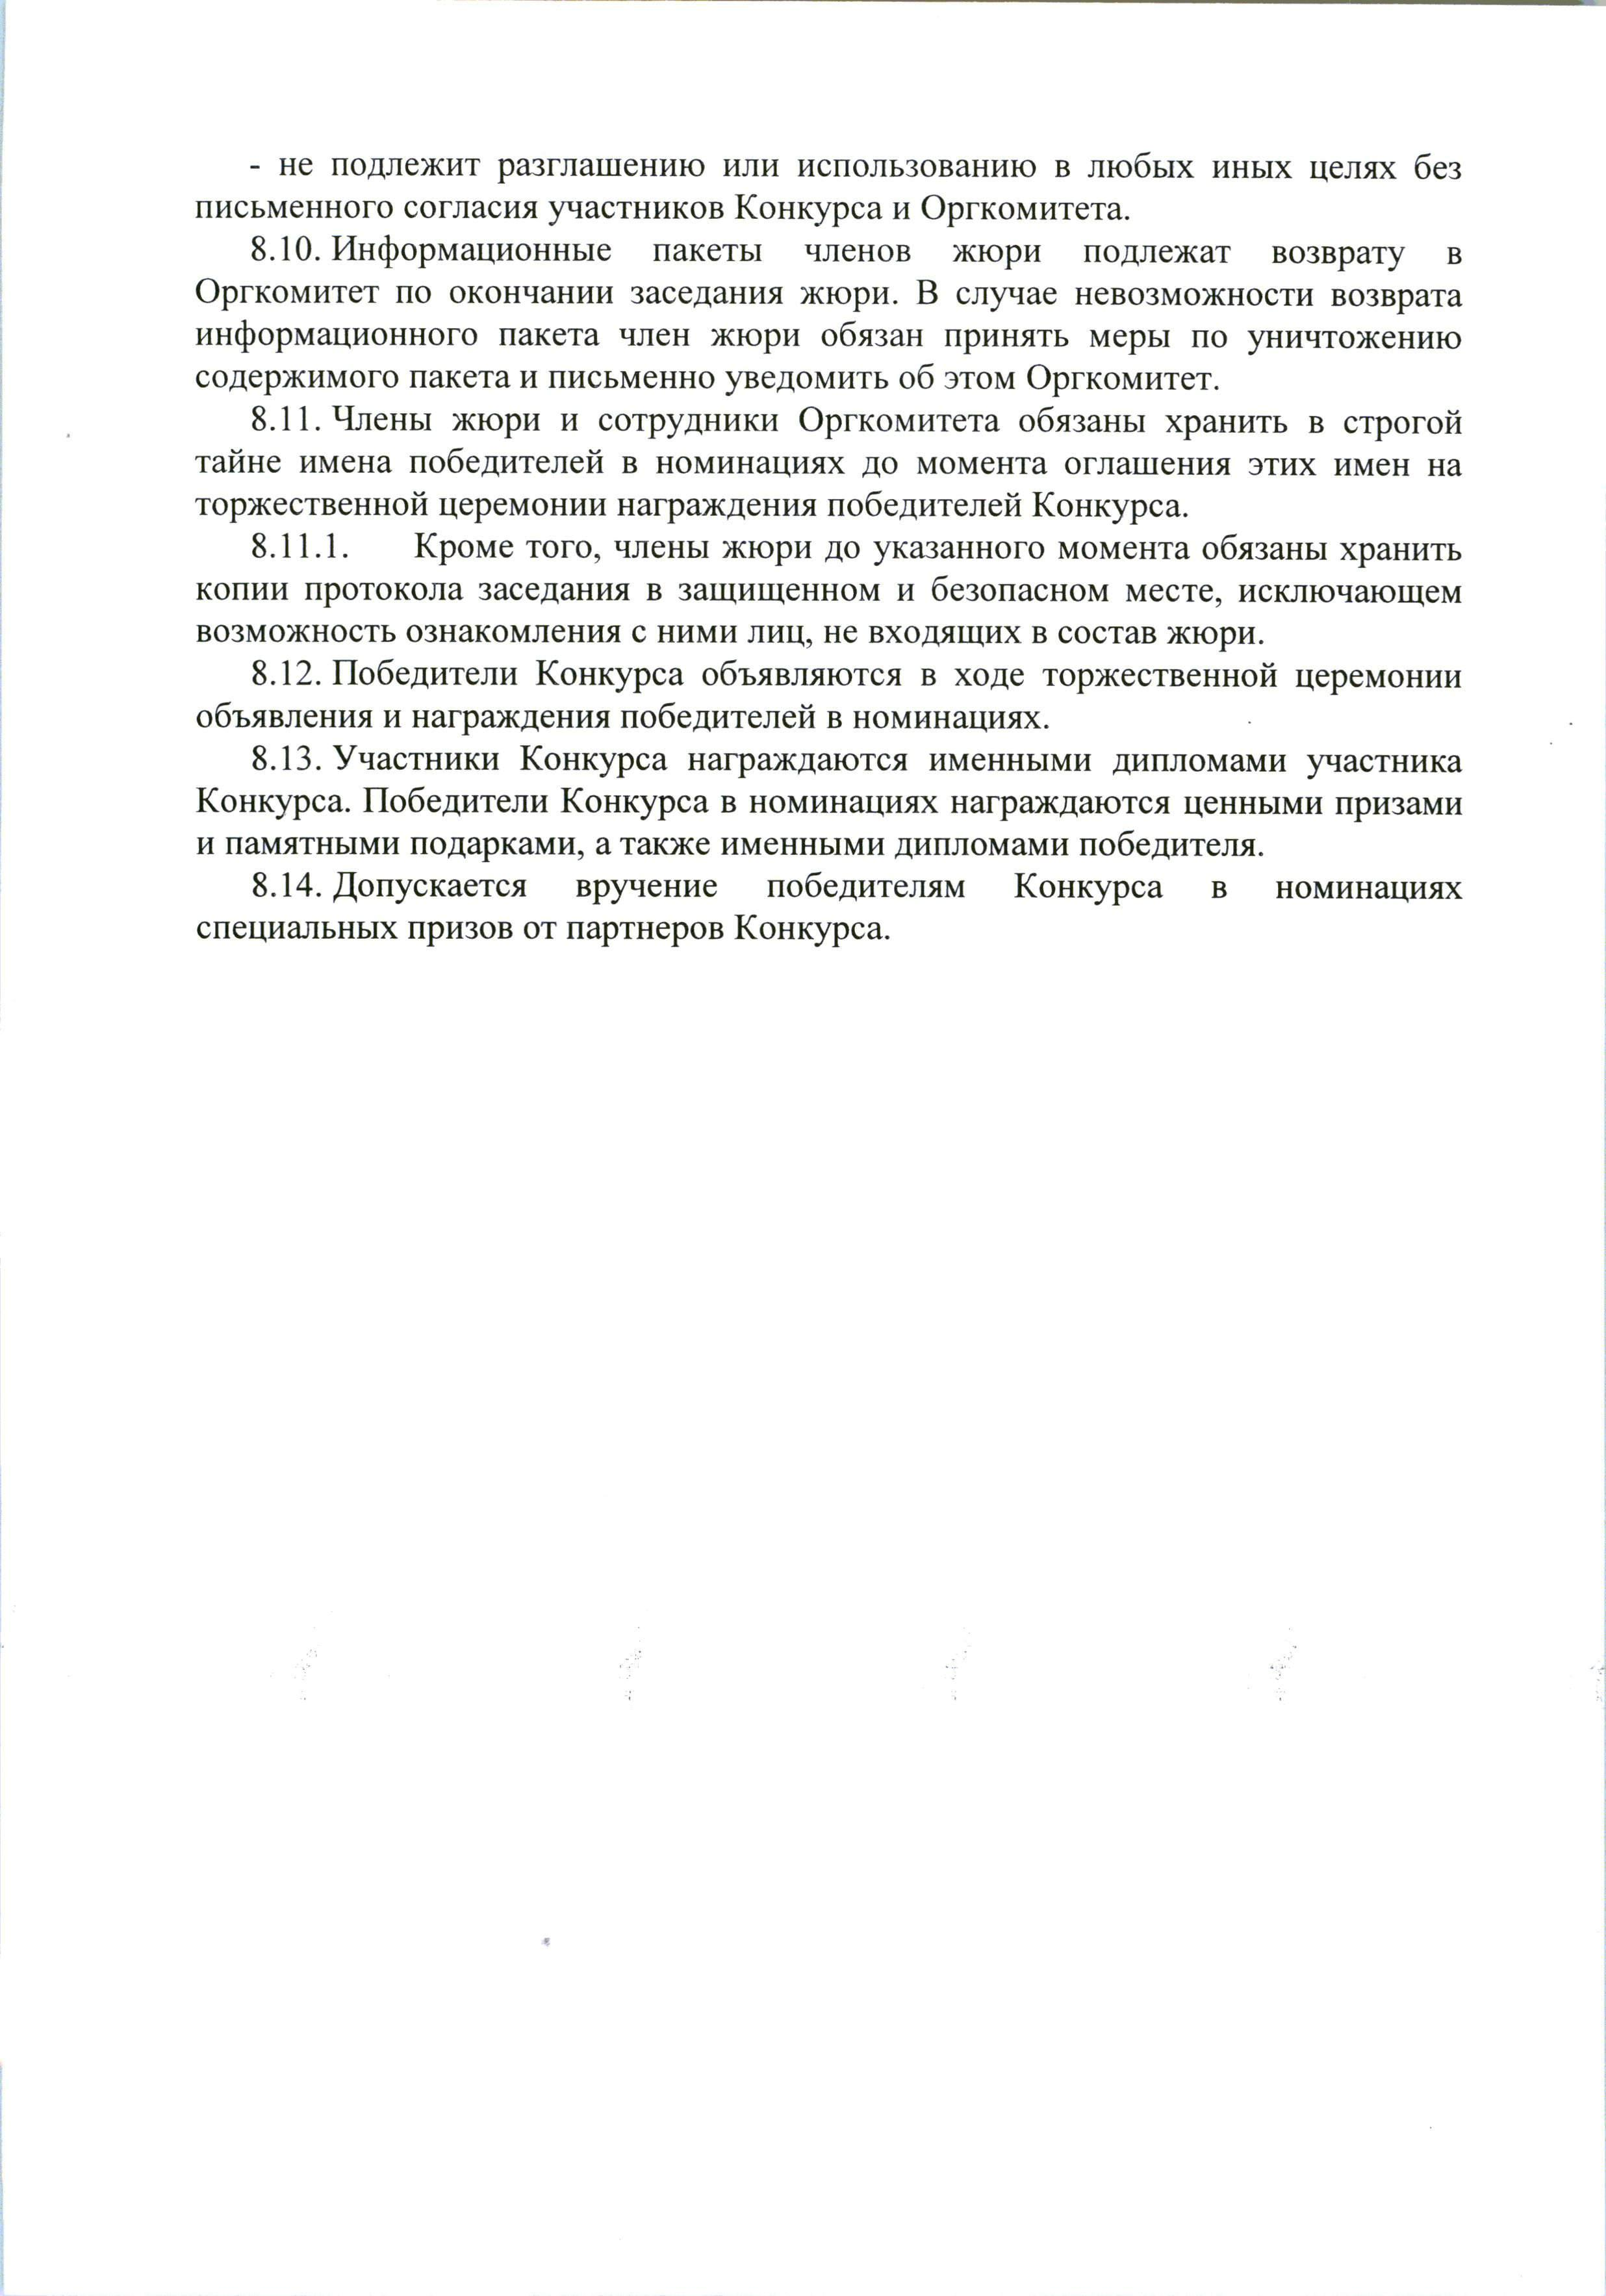 - не подлежит разглашению или использованию в любых иных целях без
письменного согласия участников Конкурса и Оргкомитета.
8.10. Информационные пакеты членов жюри подлежат возврату в
Оргкомитет по окончании заседания жюри. В случае невозможности возврата
информационного пакета член жюри обязан принять меры по уничтожению
содержимого пакета и письменно уведомить об этом Оргкомитет.
8.11. Члены жюри и сотрудники Оргкомитета обязаны хранить в строгой
тайне имена победителей в номинациях до момента оглашения этих имен на
торжественной церемонии награждения победителей Конкурса.
8.11.1. Кроме того, члены жюри до указанного момента обязаны хранить
копии протокола заседания в защищенном и безопасном месте, исключающем
возможность ознакомления с ними лиц, не входящих в состав жюри.
8.12. Победители Конкурса объявляются в ходе торжественной церемонии
объявления и награждения победителей в номинациях.
8.13. Участники Конкурса награждаются именными дипломами участника
Конкурса. Победители Конкурса в номинациях награждаются ценными призами
и памятными подарками, а также именными дипломами победителя.
8.14. Допускается вручение победителям Конкурса в номинациях
специальных призов от партнеров Конкурса.